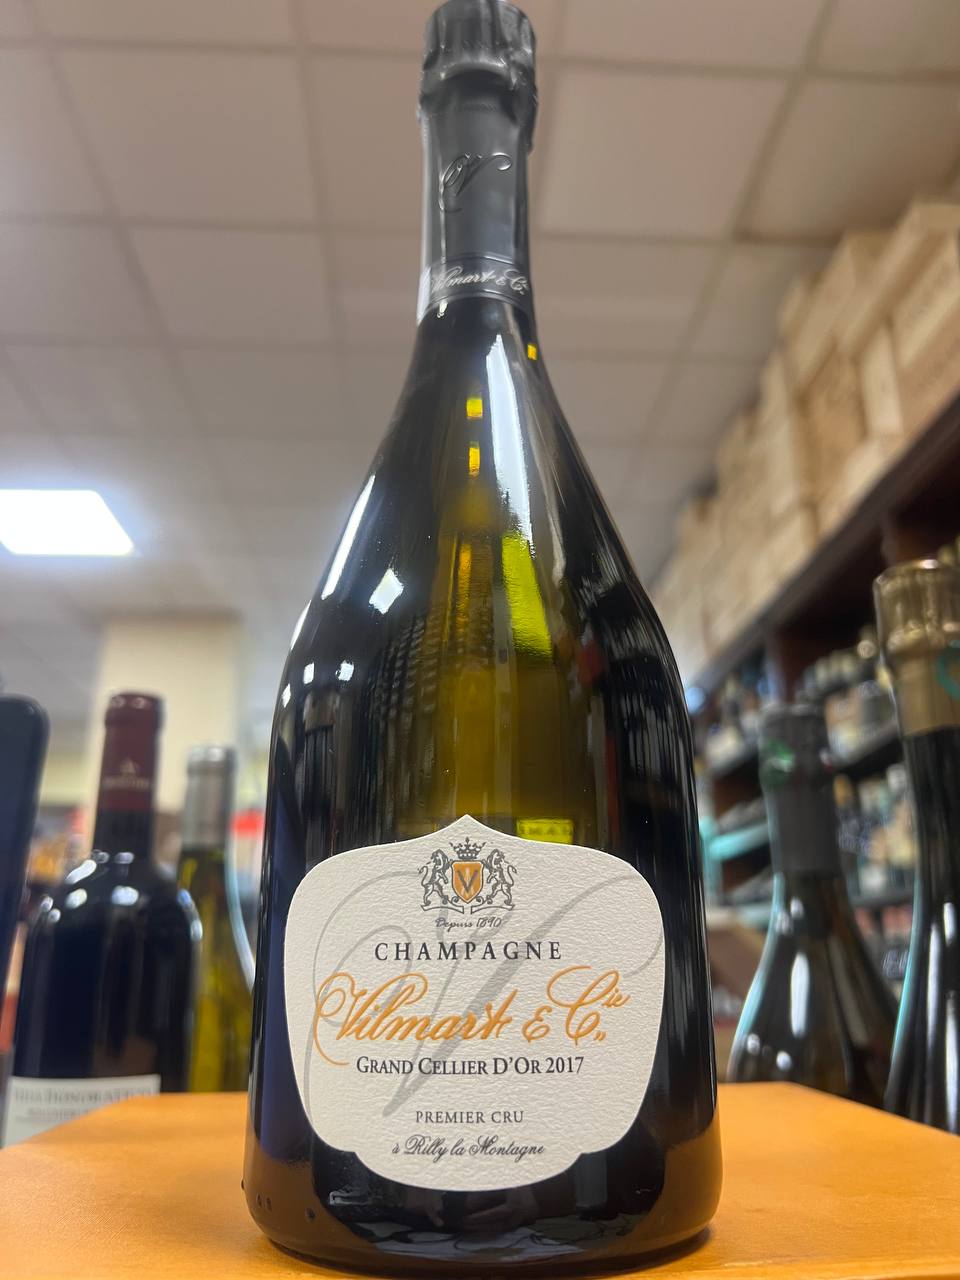 Vilmart & Cie
V
Depuis 1890
CHAMPAGNE
Vilmart & Cie
GRAND CELLIER D'OR 2017
PREMIER CRU
à Rilly la Montagne